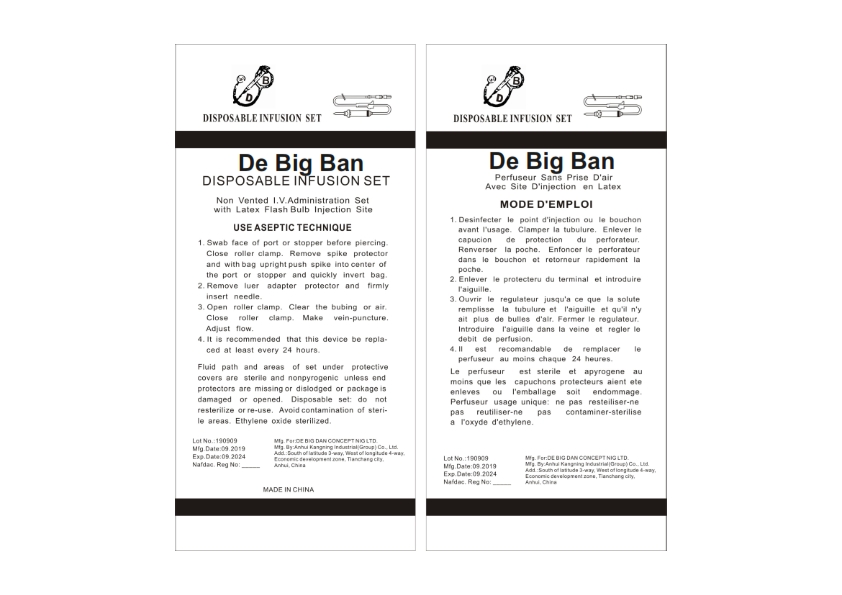 B
D
DISPOSABLE INFUSION SET
De Big Ban
DISPOSABLE INFUSION SET
Non Vented I.V.Administration Set
with Latex Flash Bulb Injection Site
USE ASEPTIC TECHNIQUE
1. Swab face of port or stopper before piercing.
Close roller clamp. Remove spike protector
and with bag upright push spike into center of
the port or stopper and quickly invert bag.
2. Remove luer adapter protector and firmly
insert needle.
3. Open roller clamp. Clear the bubing or air.
Close roller clamp. Make vein-puncture.
Adjust flow.
4. It is recommended that this device be repla-
ced at least every 24 hours.
Fluid path and areas of set under protective
covers are sterile and nonpyrogenic unless end
protectors are missing or dislodged or package is
damaged or opened. Disposable set: do not
resterilize or re-use. Avoid contamination of steri-
le areas. Ethylene oxide sterilized.
Lot No.:190909
Mfg.Date:09.2019
Exp.Date:09.2024
Nafdac. Reg No: _____
Mfg. For:DE BIG DAN CONCEPT NIG LTD.
Mfg. By:Anhui Kangning Industrial(Group) Co., Ltd.
Add.:South of latitude 3-way, West of longitude 4-way,
Economic development zone, Tianchang city,
Anhui, China
MADE IN CHINA
B
D
DISPOSABLE INFUSION SET
De Big Ban
Perfuseur Sans Prise D'air
Avec Site D'injection en Latex
MODE D'EMPLOI
1. Desinfecter le point d'injection ou le bouchon
avant l'usage. Clamper la tubulure. Enlever le
capucion de protection du perforateur.
Renverser la poche. Enfoncer le perforateur
dans le bouchon et retorneur rapidement la
poche.
2. Enlever le protecteru du terminal et introduire
l'aiguille.
3. Ouvrir le regulateur jusqu'a ce que la solute
remplisse la tubulure et l'aiguille et qu'il n'y
ait plus de bulles d'alr. Fermer le regulateur.
Introduire l'aiguille dans la veine et regler le
debit de perfusion.
4. Il est recomandable de remplacer le
perfuseur au moins chaque 24 heures.
Le perfuseur est sterile et apyrogene au
moins que les capuchons protecteurs aient ete
enleves ou l'emballage soit endommage.
Perfuseur usage unique: ne pas resteiliser-ne
pas reutiliser-ne pas contaminer-sterilise
a l'oxyde d'ethylene.
Lot No.:190909
Mfg.Date:09.2019
Exp.Date:09.2024
Nafdac. Reg No: _____
Mfg. For:DE BIG DAN CONCEPT NIG LTD.
Mfg. By:Anhui Kangning Industrial(Group) Co., Ltd.
Add.:South of latitude 3-way, West of longitude 4-way,
Economic development zone, Tianchang city,
Anhui, China